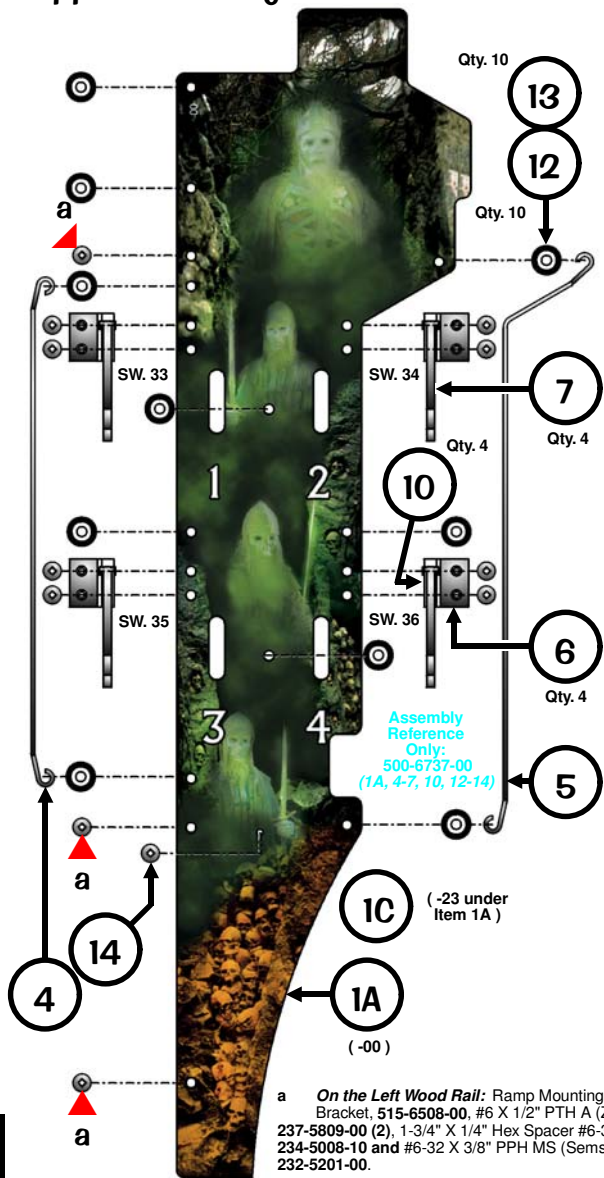 Qty. 10
13
12
Qty. 10
a
SW. 33
SW. 34
7
Qty. 4
Qty. 4
1 2
10
SW. 35
SW. 36
6
Qty. 4
3 4
Assembly
Reference
Only:
500-6737-00
(1A, 4-7, 10, 12-14)
5
a
14
4
1C
( -23 under
Item 1A )
1A
( -00 )
a
a On the Left Wood Rail: Ramp Mounting
Bracket, 515-6508-00, #6 X 1/2" PTH A
237-5809-00 (2), 1-3/4" X 1/4" Hex Spacer
234-5008-10 and #6-32 X 3/8" PPH MS (Sems
232-5201-00.